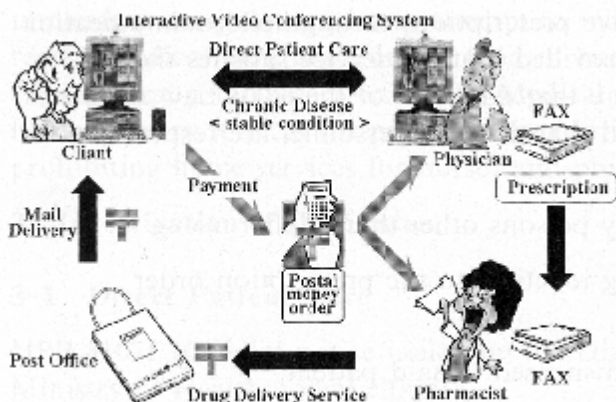 Interactive Video Conferencing System
Direct Patient Care
Chronic Disease
< stable condition >
FAX
Cliant
Physician
Payment
Prescription
Mail
Delivery
Postal
money
order
Post Office
Drug Delivery Service
Pharmacist
FAX